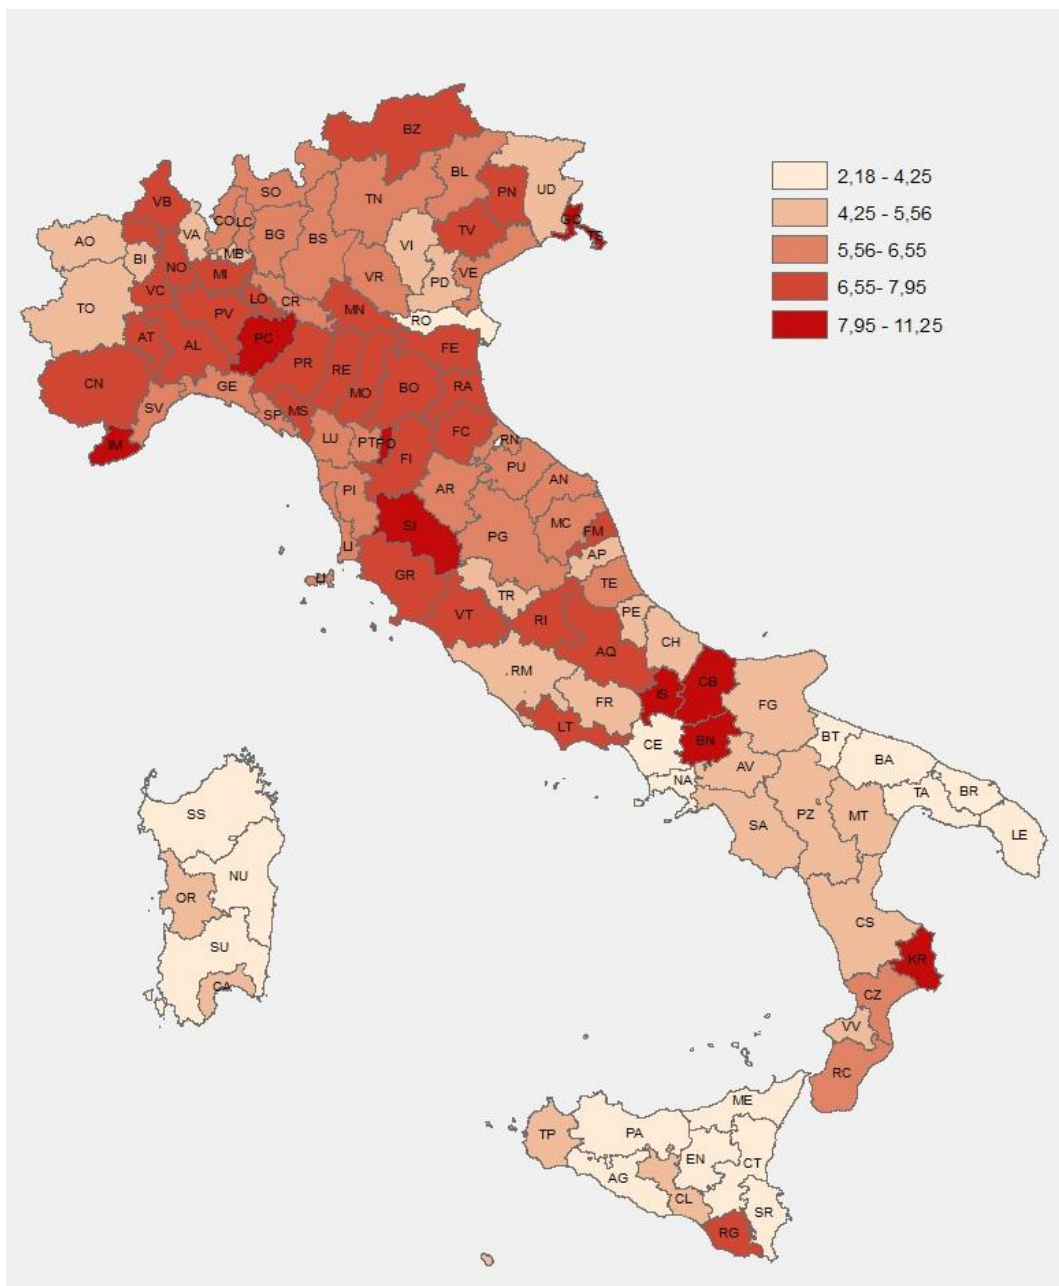 BZ
2,18 - 4,25
4,25 - 5,56
5,56- 6,55
6,55- 7,95
7,95 - 11,25
BL
SO
UD
PN
TN
VB
GO
CO
LC
VA
TV
TS
BG
BS
AO
VI
MB
BI
NO
MI
VE
VR
PD
VC
LO
CR
TO
PV
MN
RO
AT
PC
AL
FE
PR
RE
CN
GE
MO
BO
RA
SV
SP
MS
FC
LU
PT
PO
RN
IM
FI
PU
AN
PI
AR
SI
MC
FM
PG
LI
AP
LI
GR
TE
TR
PE
VT
RI
CH
AQ
RM
CB
IS
FR
FG
LT
BN
CE
BT
AV
BA
NA
TA
BR
SS
PZ
MT
SA
LE
NU
OR
CS
SU
KR
CA
CZ
VV
RC
ME
TP
PA
EN
CT
AG
CL
SR
RG